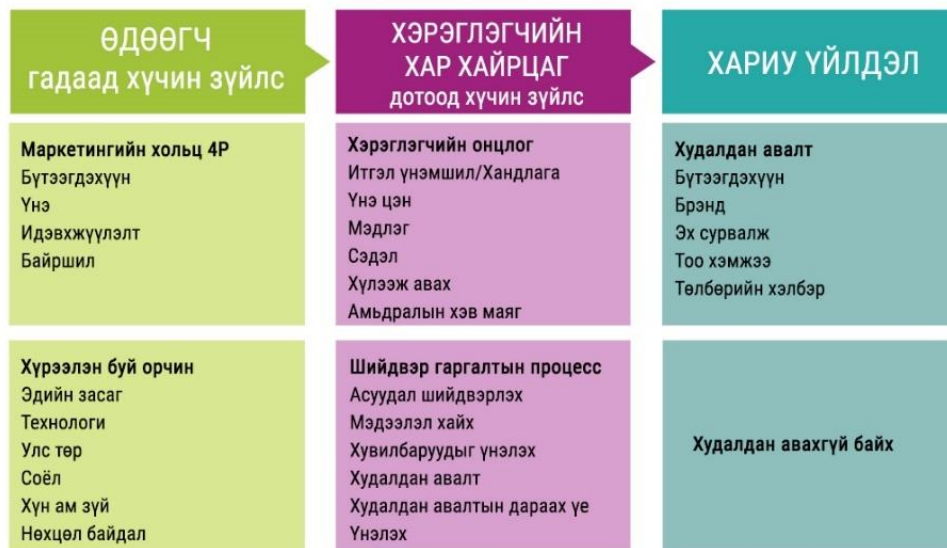 ӨДӨӨГЧ
гадаад хүчин зүйлс
ХЭРЭГЛЭГЧИЙН
ХАР ХАЙРЦАГ
дотоод хүчин зүйлс
ХАРИУ ҮЙЛДЭЛ
Маркетингийн хольц 4P
Бүтээгдэхүүн
Үнэ
Идэвхжүүлэлт
Байршил
Хэрэглэгчийн онцлог
Итгэл үнэмшил/Хандлага
Үнэ цэн
Мэдлэг
Сэдэл
Хүлээж авах
Амьдралын хэв маяг
Худалдан авалт
Бүтээгдэхүүн
Брэнд
Эх сурвалж
Тоо хэмжээ
Төлбөрийн хэлбэр
Хүрээлэн буй орчин
Эдийн засаг
Технологи
Улс төр
Соёл
Хүн ам зүй
Нөхцөл байдал
Шийдвэр гаргалтын процесс
Асуудал шийдвэрлэх
Мэдээлэл хайх
Хувилбаруудыг үнэлэх
Худалдан авалт
Худалдан авалтын дараах үе
Үнэлэх
Худалдан авахгүй байх